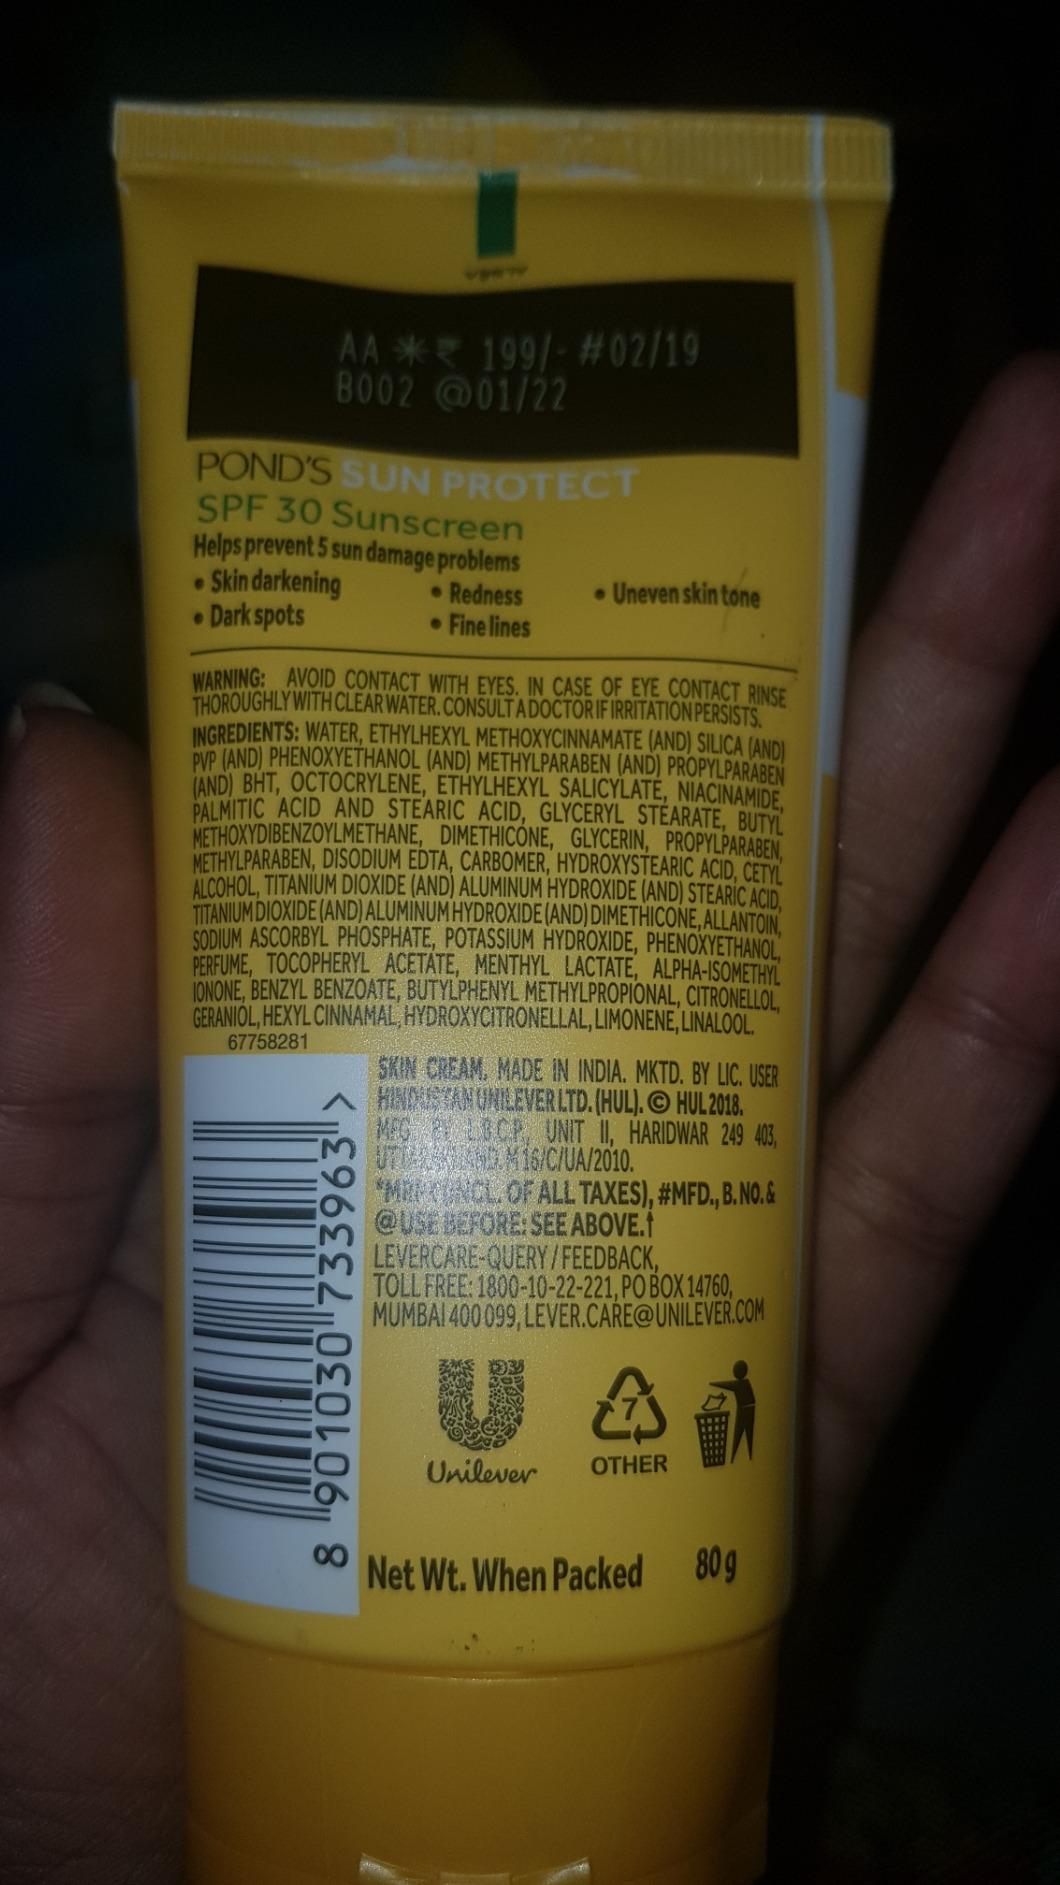 AA *₹ 199/- #02/19
B002 @01/22
POND'S SUN PROTECT
SPF 30 Sunscreen
Helps prevent 5 sun damage problems
• Skin darkening • Redness • Uneven skin tone
• Dark spots • Fine lines
WARNING: AVOID CONTACT WITH EYES. IN CASE OF EYE CONTACT RINSE
THOROUGHLY WITH CLEAR WATER. CONSULT A DOCTOR IF IRRITATION PERSISTS.
INGREDIENTS: WATER, ETHYLHEXYL METHOXYCINNAMATE (AND) SILICA (AND)
PVP (AND) PHENOXYETHANOL (AND) METHYLPARABEN (AND) PROPYLPARABEN
(AND) BHT, OCTOCRYLENE, ETHYLHEXYL SALICYLATE, NIACINAMIDE,
PALMITIC ACID AND STEARIC ACID, GLYCERYL STEARATE, BUTYL
METHOXYDIBENZOYLMETHANE, DIMETHICONE, GLYCERIN, PROPYLPARABEN,
METHYLPARABEN, DISODIUM EDTA, CARBOMER, HYDROXYSTEARIC ACID, CETYL
ALCOHOL, TITANIUM DIOXIDE (AND) ALUMINUM HYDROXIDE (AND) STEARIC ACID,
TITANIUM DIOXIDE (AND) ALUMINUM HYDROXIDE (AND) DIMETHICONE, ALLANTOIN,
SODIUM ASCORBYL PHOSPHATE, POTASSIUM HYDROXIDE, PHENOXYETHANOL,
PERFUME, TOCOPHERYL ACETATE, MENTHYL LACTATE, ALPHA-ISOMETHYL
IONONE, BENZYL BENZOATE, BUTYLPHENYL METHYLPROPIONAL, CITRONELLOL,
GERANIOL, HEXYL CINNAMAL, HYDROXYCITRONELLAL, LIMONENE, LINALOOL.
67758281
8 901030 733963 >
SKIN CREAM. MADE IN INDIA. MKTD. BY LIC. USER
HINDUSTAN UNILEVER LTD. (HUL). © HUL 2018.
MFG. BY L.B.C.P., UNIT II, HARIDWAR 249 403,
M 16/C/UA/2010.
*MRP (INCL. OF ALL TAXES), #MFD., B. NO. &
@ USE BEFORE: SEE ABOVE.↑
LEVERCARE-QUERY / FEEDBACK,
TOLL FREE: 1800-10-22-221, PO BOX 14760,
MUMBAI 400 099, LEVER.CARE@UNILEVER.COM
7
Unilever
OTHER
Net Wt. When Packed 80 g